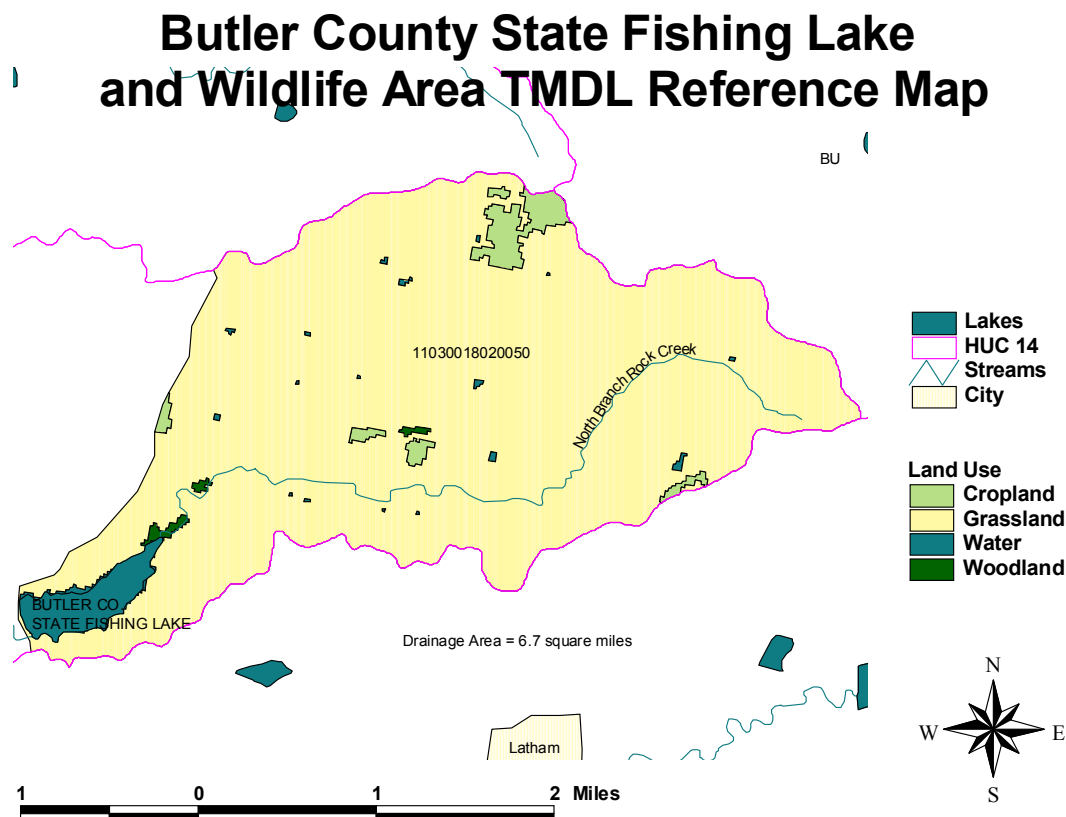 Butler County State Fishing Lake
and Wildlife Area TMDL Reference Map
BU
11030018020050
North Branch Rock Creek
Lakes
HUC 14
Streams
City
Land Use
Cropland
Grassland
Water
Woodland
BUTLER CO.
STATE FISHING LAKE
Drainage Area = 6.7 square miles
Latham
N
W
E
S
1 0 1 2 Miles